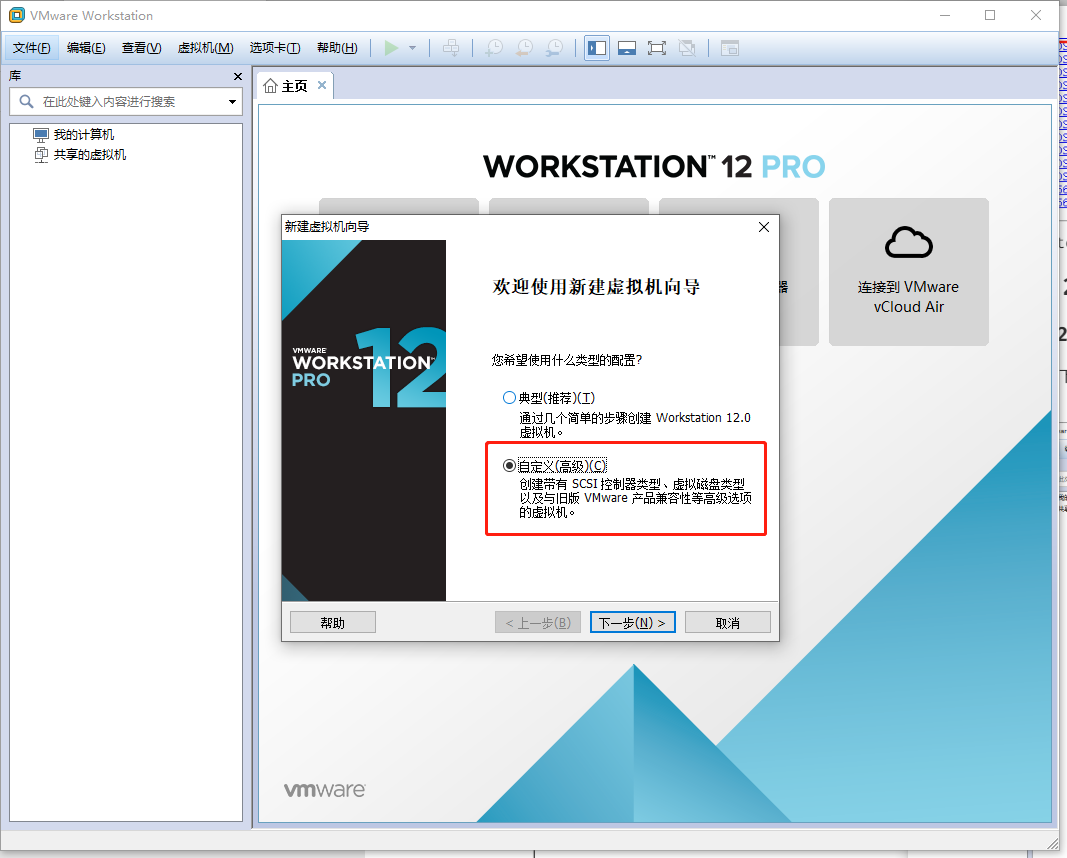 VMware Workstation
文件(F) 编辑(E) 查看(V) 虚拟机(M) 选项卡(T) 帮助(H)
库
在此处键入内容进行搜索
我的计算机
共享的虚拟机
主页
WORKSTATION™ 12 PRO
连接到 VMware
vCloud Air
新建虚拟机向导
VMWARE
WORKSTATION™
PRO
12
欢迎使用新建虚拟机向导
您希望使用什么类型的配置?
典型(推荐)(T)
通过几个简单的步骤创建 Workstation 12.0
虚拟机。
自定义(高级)(C)
创建带有 SCSI 控制器类型、虚拟磁盘类型
以及与旧版 VMware 产品兼容性等高级选项
的虚拟机。
帮助
< 上一步(B)
下一步(N) >
取消
vmware